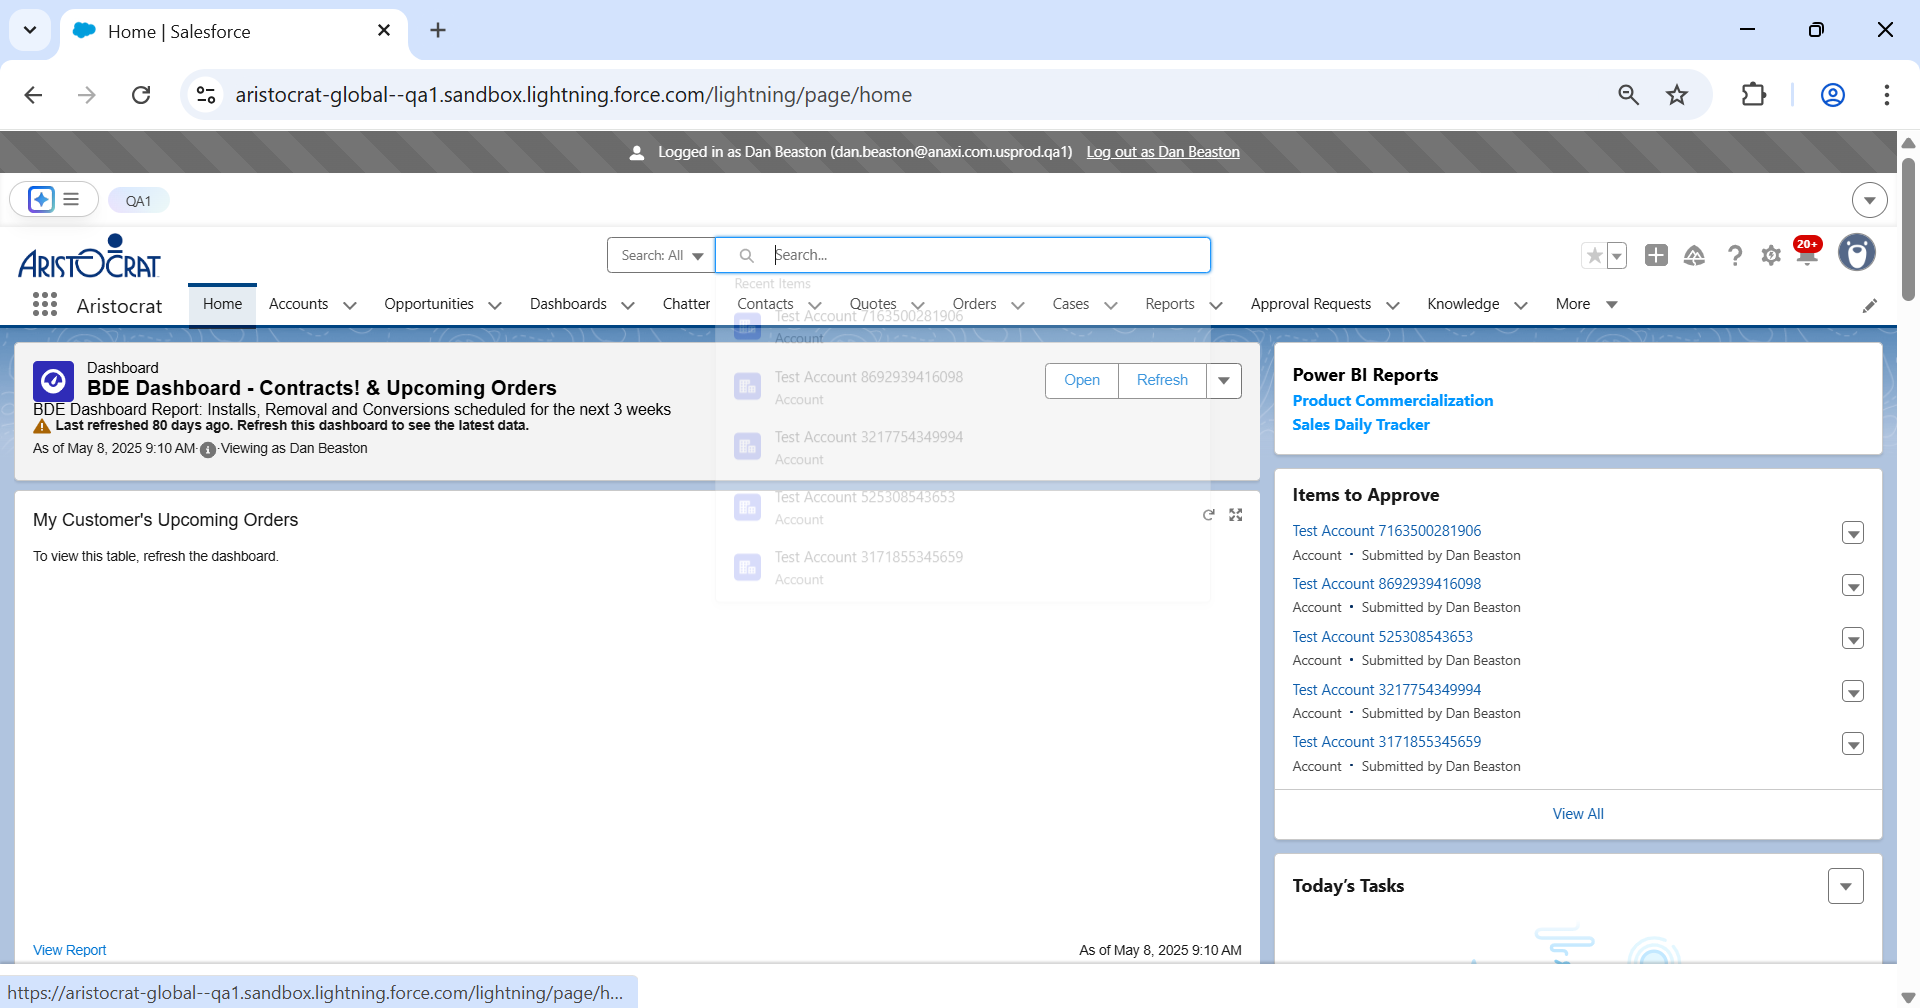 Home | Salesforce
aristocrat-global--qa1.sandbox.lightning.force.com/lightning/page/home
Logged in as Dan Beaston (dan.beaston@anaxi.com.usprod.qa1) Log out as Dan Beaston
QA1
ARISTOCRAT
Search: All
Search...
20+
Recent Items
Aristocrat
Home
Accounts
Opportunities
Dashboards
Chatter
Contacts
Quotes
Orders
Cases
Reports
Approval Requests
Knowledge
More
Test Account 7163500281906
Account
Test Account 8692939416098
Account
Test Account 3217754349994
Account
Test Account 525308543653
Account
Test Account 3171855345659
Account
Dashboard
BDE Dashboard - Contracts! & Upcoming Orders
BDE Dashboard Report: Installs, Removal and Conversions scheduled for the next 3 weeks
Last refreshed 80 days ago. Refresh this dashboard to see the latest data.
As of May 8, 2025 9:10 AM·Viewing as Dan Beaston
Open
Refresh
My Customer's Upcoming Orders
To view this table, refresh the dashboard.
View Report
As of May 8, 2025 9:10 AM
Power BI Reports
Product Commercialization
Sales Daily Tracker
Items to Approve
Test Account 7163500281906
Account • Submitted by Dan Beaston
Test Account 8692939416098
Account • Submitted by Dan Beaston
Test Account 525308543653
Account • Submitted by Dan Beaston
Test Account 3217754349994
Account • Submitted by Dan Beaston
Test Account 3171855345659
Account • Submitted by Dan Beaston
View All
Today's Tasks
https://aristocrat-global--qa1.sandbox.lightning.force.com/lightning/page/h...